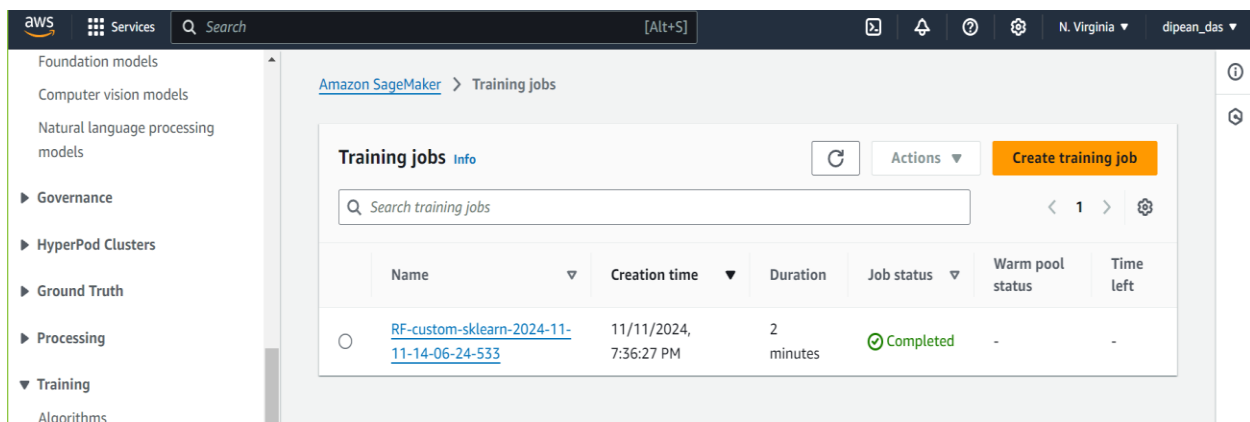 aws Services Search [Alt+S] N. Virginia ▼ dipean_das ▼
Foundation models
Computer vision models
Natural language processing
models
Governance
HyperPod Clusters
Ground Truth
Processing
Training
Algorithms
Amazon SageMaker > Training jobs
Training jobs Info Actions ▼ Create training job
Search training jobs < 1 >
Name Creation time ▼ Duration Job status Warm pool
status Time
left
RF-custom-sklearn-2024-11-
11-14-06-24-533 11/11/2024,
7:36:27 PM 2
minutes Completed - -